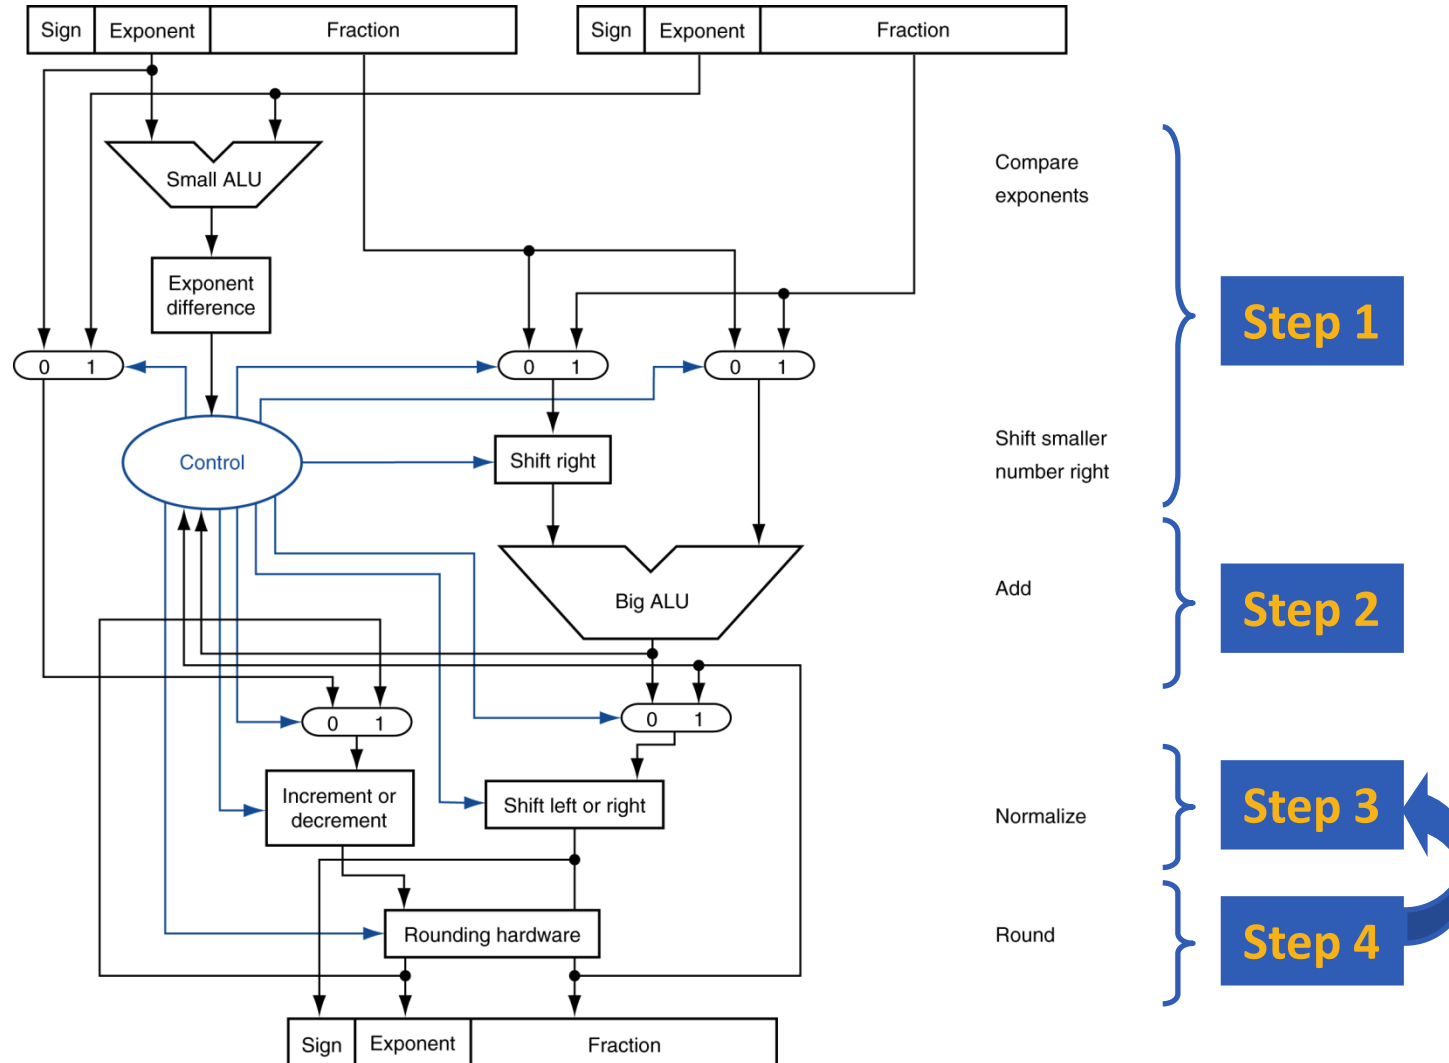 Sign Exponent Fraction
Sign Exponent Fraction
Small ALU
Compare
exponents
Exponent
difference
Step 1
0 1
0 1
0 1
Control
Shift right
Shift smaller
number right
Big ALU
Add
Step 2
0 1
0 1
Increment or
decrement
Shift left or right
Normalize
Step 3
Rounding hardware
Round
Step 4
Sign Exponent Fraction